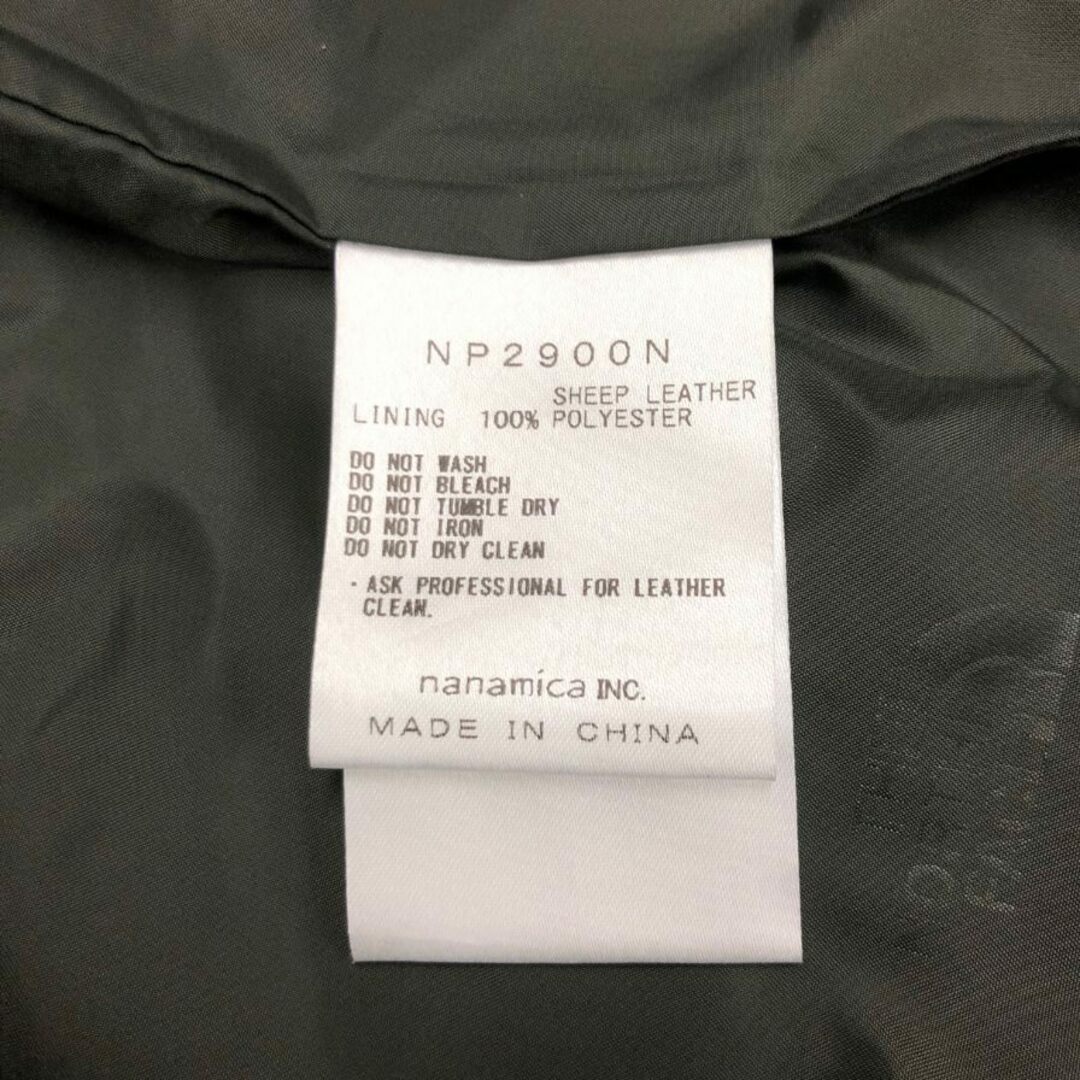 NP2900N
SHEEP LEATHER
LINING 100% POLYESTER
DO NOT WASH
DO NOT BLEACH
DO NOT TUMBLE DRY
DO NOT IRON
DO NOT DRY CLEAN
・ASK PROFESSIONAL FOR LEATHER
CLEAN.
nanamica INC.
MADE IN CHINA